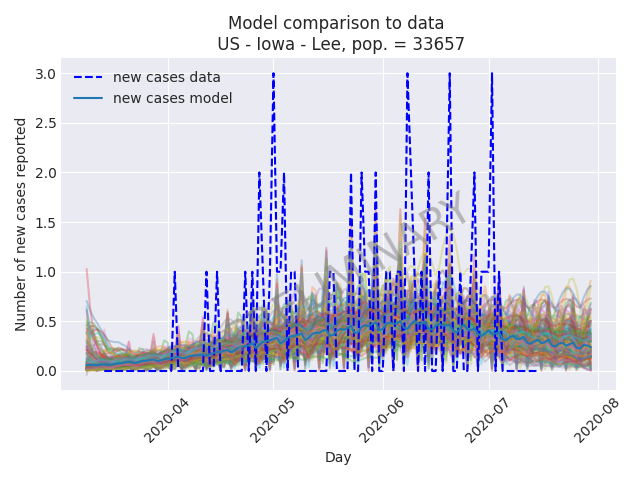 Model comparison to data
US - Iowa - Lee, pop. = 33657
new cases data
new cases model
Number of new cases reported
3.0
2.5
2.0
1.5
1.0
0.5
0.0
2020-04
2020-05
2020-06
2020-07
2020-08
Day